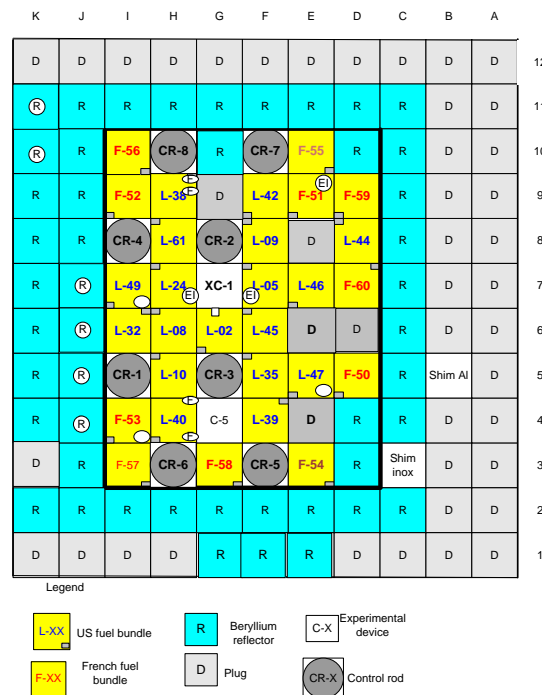 K J I H G F E D C B A
D D D D D D D D D D D 12
R R R R R R R R R D D 11
R R F-56 CR-8 R CR-7 F-55 R R D D 10
R R F-52 L-38 E E D L-42 F-51 EI F-59 R D D 9
R R CR-4 L-61 CR-2 L-09 D L-44 R D D 8
R R L-49 L-24 EI XC-1 EI L-05 L-46 F-60 R D D 7
R R L-32 L-08 L-02 L-45 D D R D D 6
R R CR-1 L-10 CR-3 L-35 L-47 F-50 R Shim Al D 5
R R F-53 L-40 E E C-5 L-39 D R R D D 4
D R F-57 CR-6 F-58 CR-5 F-54 R Shim inox D D 3
R R R R R R R R R D D 2
D D D D R R R D D D D 1
Legend
L-XX US fuel bundle
R Beryllium reflector
C-X Experimental device
F-XX French fuel bundle
D Plug
CR-X Control rod